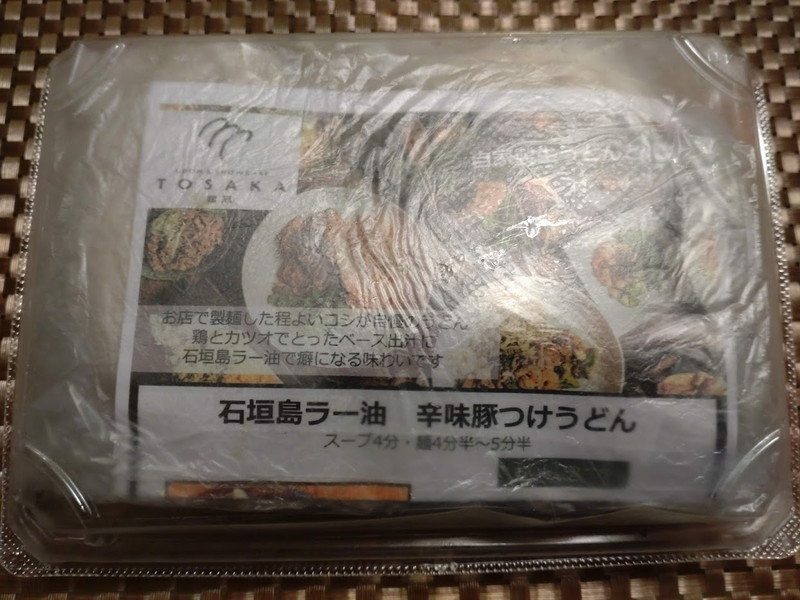 TOSAKA
お店で製麺した程よいコシが自慢のうどん
鶏とカツオでとったベース出汁に
石垣島ラー油で癖になる味わいです
石垣島ラー油 辛味豚つけうどん
スープ4分・麺4分半～5分半